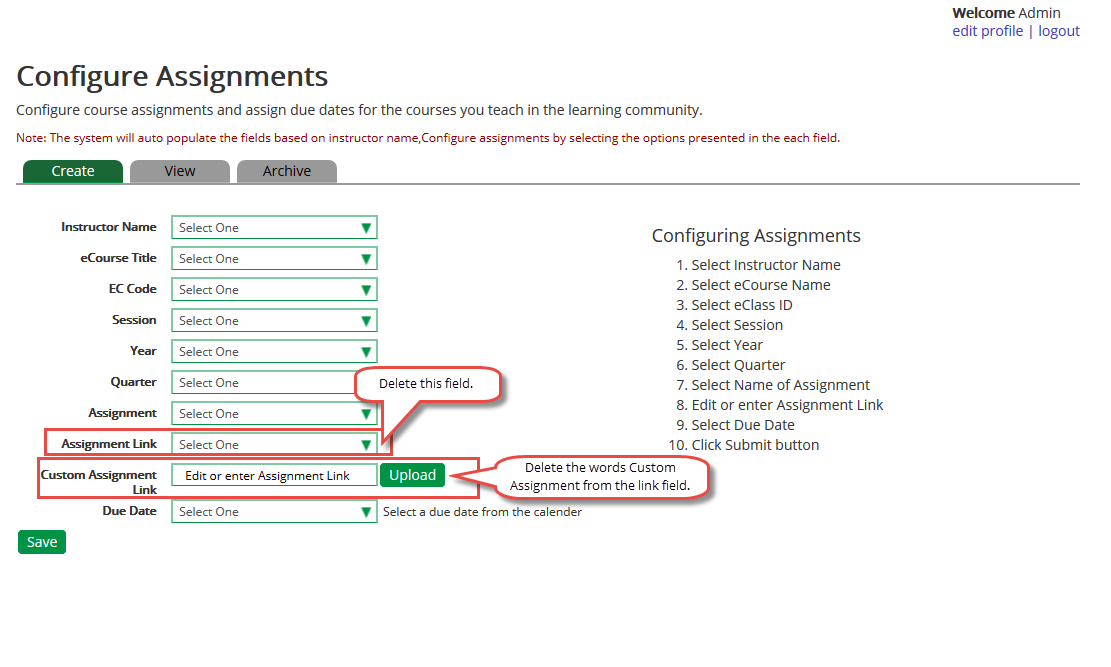 Welcome Admin
edit profile | logout
Configure Assignments
Configure course assignments and assign due dates for the courses you teach in the learning community.
Note: The system will auto populate the fields based on instructor name,Configure assignments by selecting the options presented in the each field.
Create View Archive
Instructor Name Select One
eCourse Title Select One
EC Code Select One
Session Select One
Year Select One
Quarter Select One
Delete this field.
Assignment Select One
Assignment Link Select One
Custom Assignment
Link
Edit or enter Assignment Link Upload
Delete the words Custom
Assignment from the link field.
Due Date Select One Select a due date from the calender
Save
Configuring Assignments
1. Select Instructor Name
2. Select eCourse Name
3. Select eClass ID
4. Select Session
5. Select Year
6. Select Quarter
7. Select Name of Assignment
8. Edit or enter Assignment Link
9. Select Due Date
10. Click Submit button